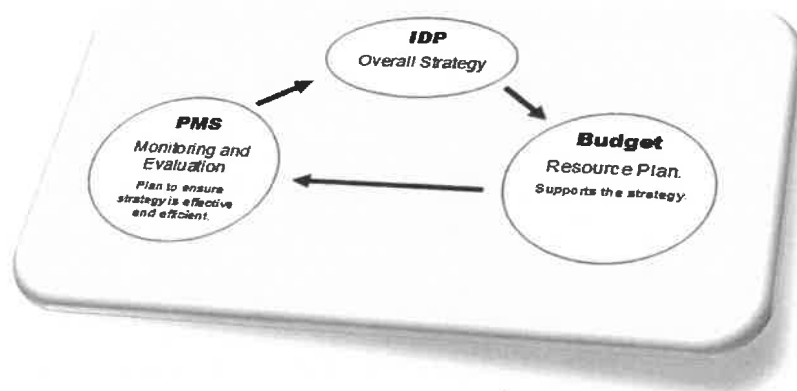 IDP
Overall Strategy
PMS
Monitoring and
Evaluation
Plan to ensure
strategy is effective
and efficient.
Budget
Resource Plan.
Supports the strategy.